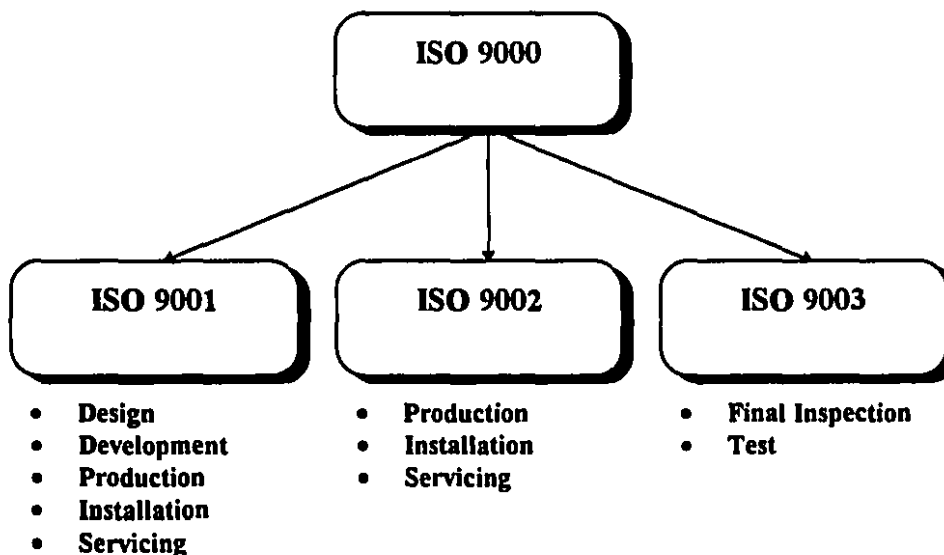 ISO 9000
ISO 9001
ISO 9002
ISO 9003
• Design
• Development
• Production
• Installation
• Servicing
• Production
• Installation
• Servicing
• Final Inspection
• Test